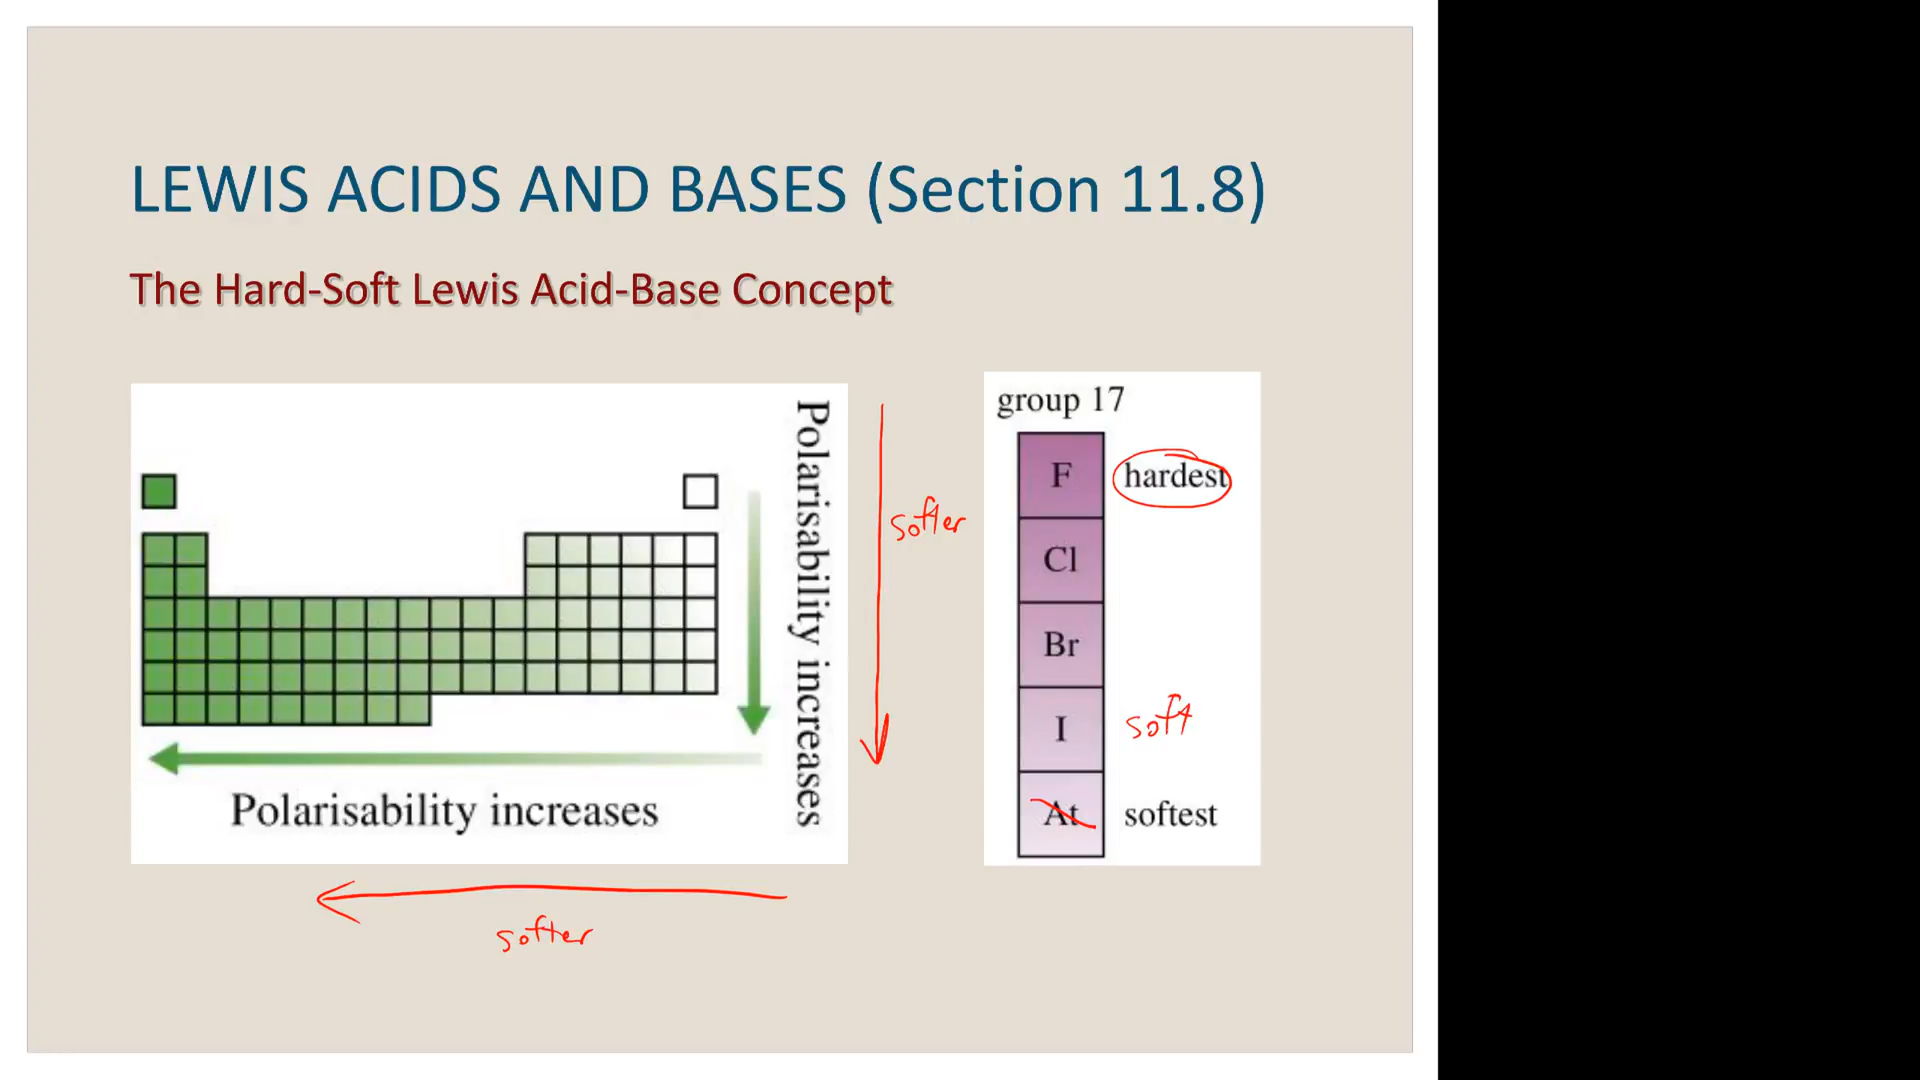 LEWIS ACIDS AND BASES (Section 11.8)
The Hard-Soft Lewis Acid-Base Concept
Polarisability increases
Polarisability increases
softer
softer
group 17
F hardest
Cl
Br
I soft
At softest